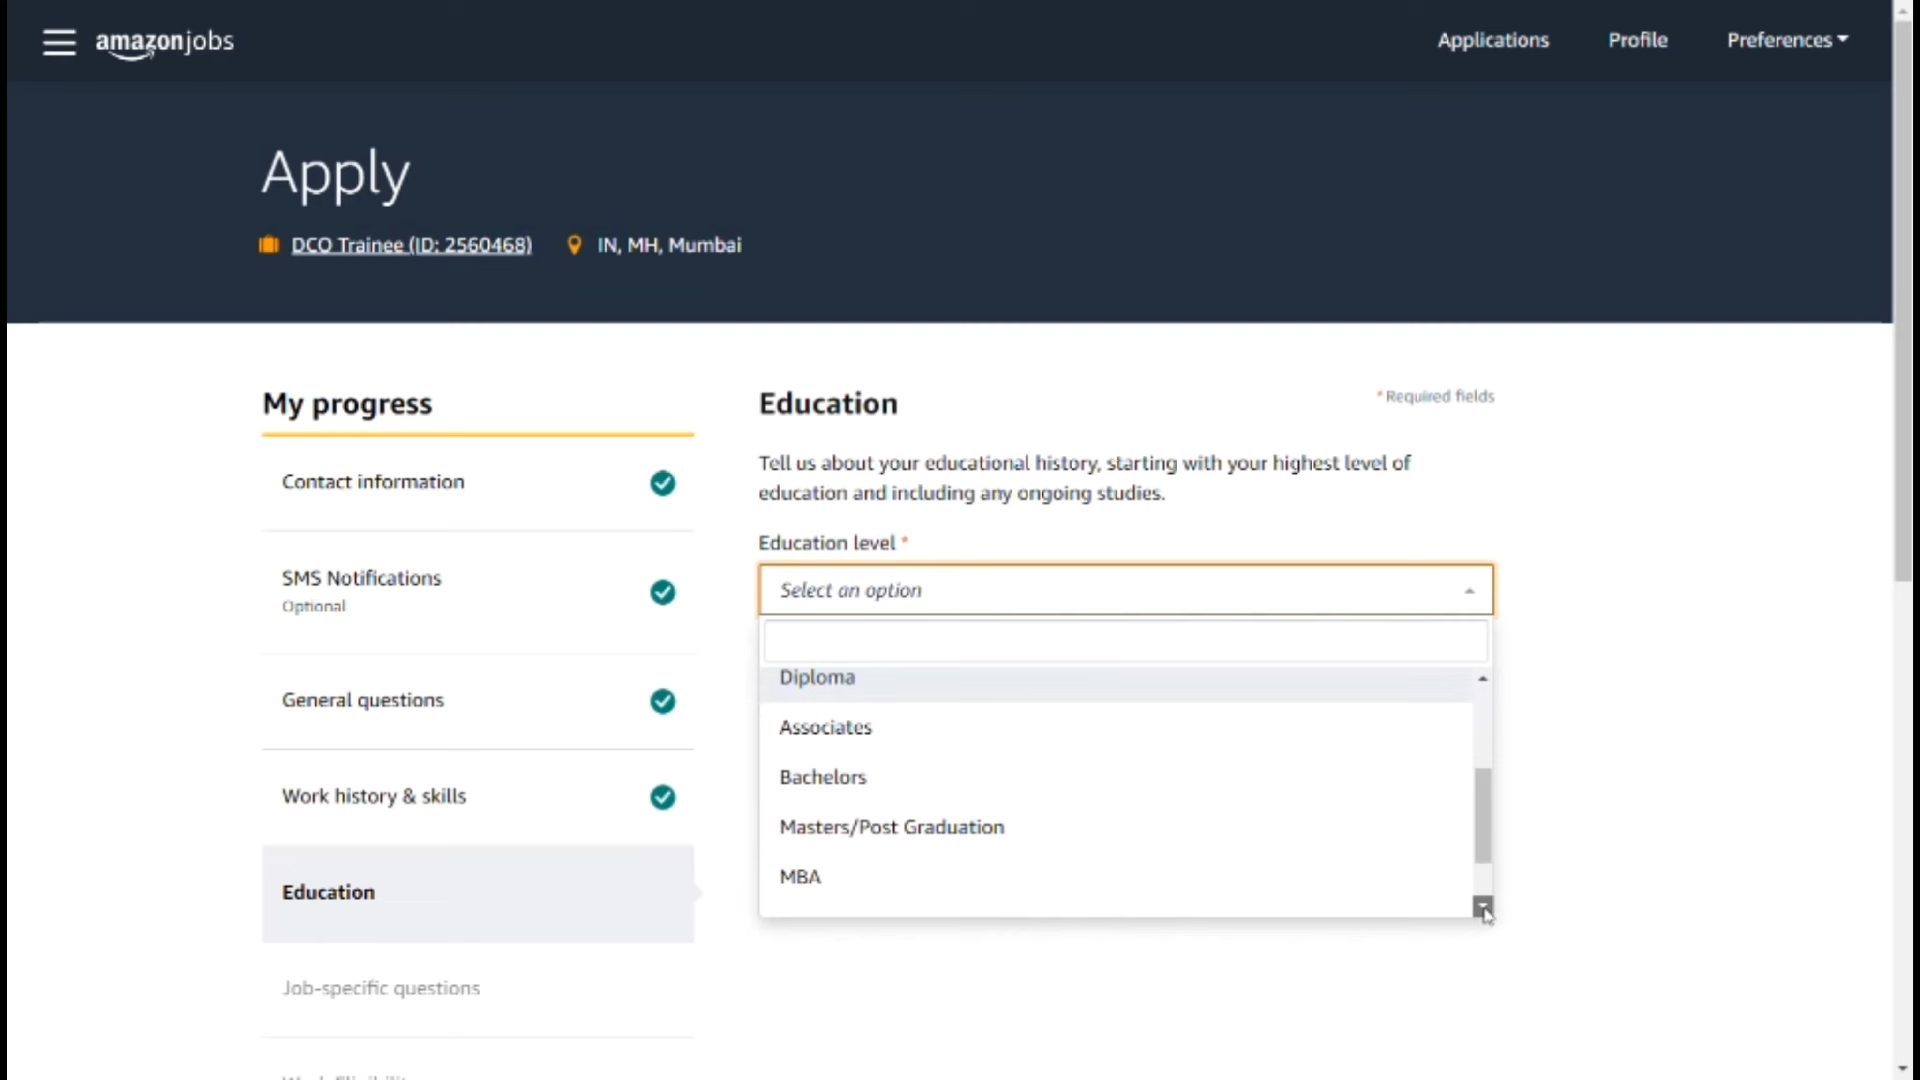 amazonjobs
Applications
Profile
Preferences
Apply
DCO Trainee (ID: 2560468)
IN, MH, Mumbai
My progress
Contact information
SMS Notifications
Optional
General questions
Work history & skills
Education
Job-specific questions
Education
* Required fields
Tell us about your educational history, starting with your highest level of
education and including any ongoing studies.
Education level *
Select an option
Diploma
Associates
Bachelors
Masters/Post Graduation
MBA